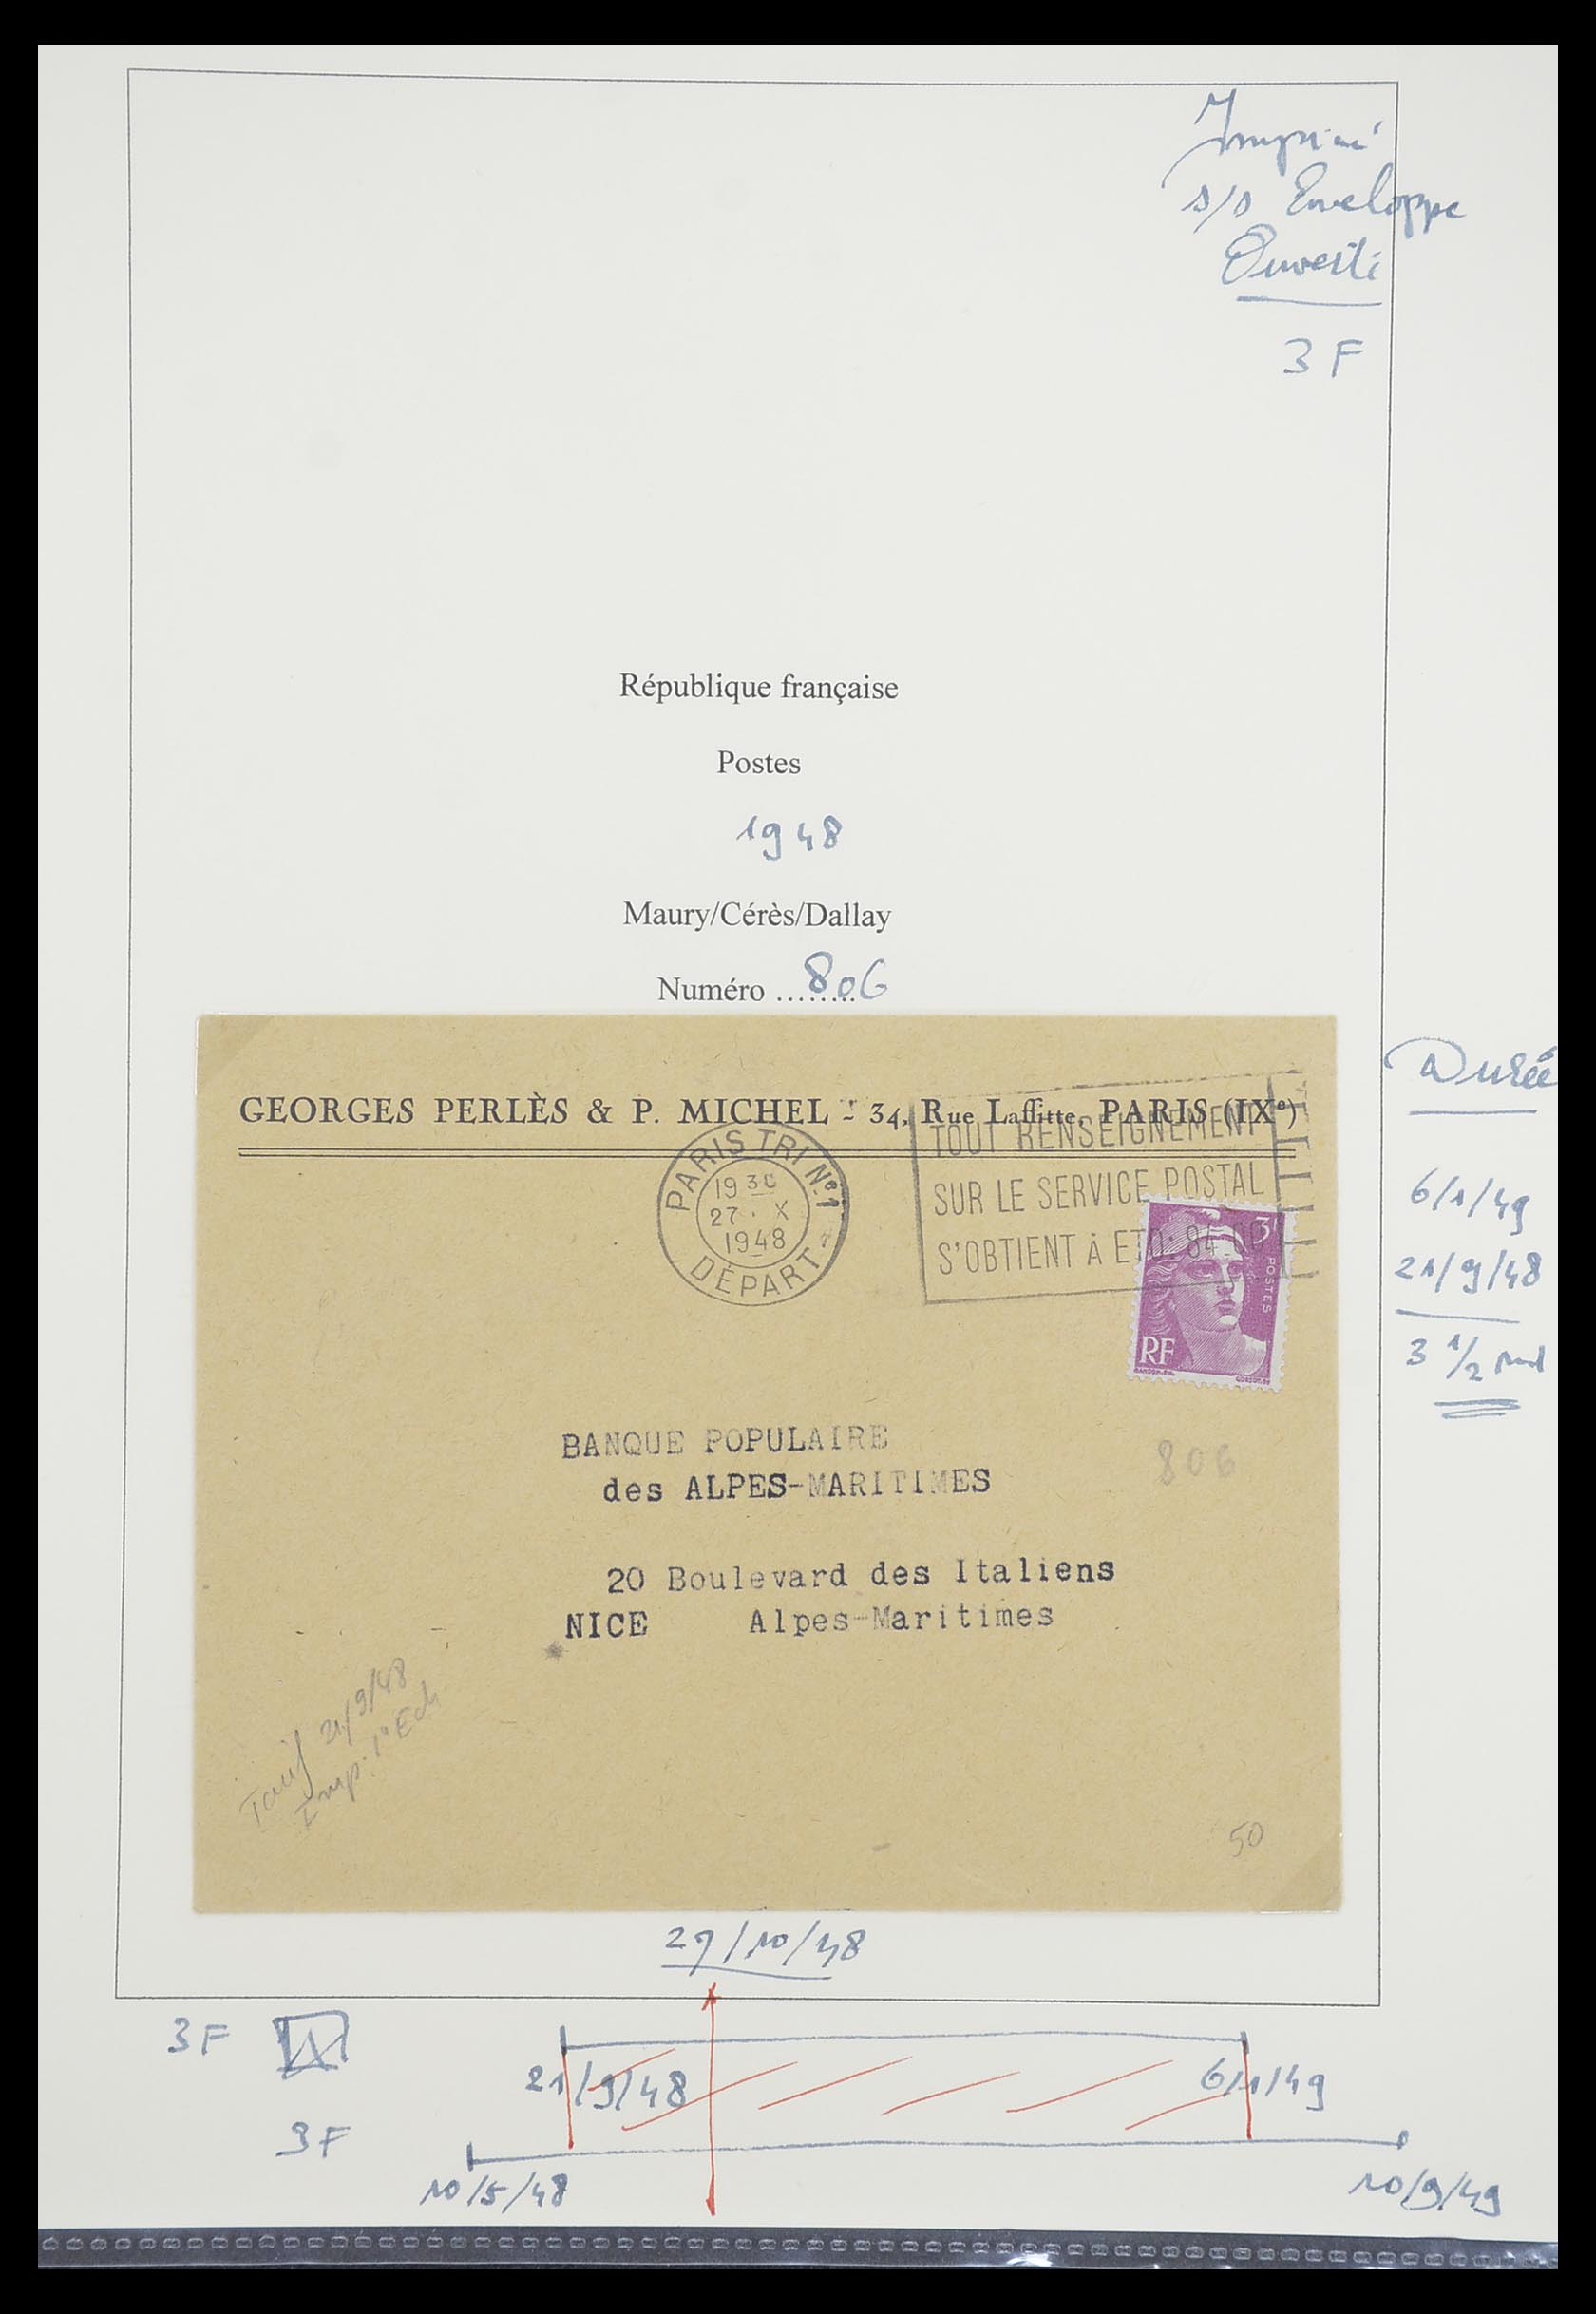 Imprimé
s/s Enveloppe
Ouverte
3 F
République française
Postes
1948
Maury/Cérès/Dallay
Numéro ........ 806
GEORGES PERLÈS & P. MICHEL - 34, Rue Laffitte, PARIS (IXe)
PARIS TRI No 1
19 30
27 · X
1948
DÉPART
TOUT RENSEIGNEMENT
SUR LE SERVICE POSTAL
S'OBTIENT À ETO: 84-00
3F
POSTES
RF
BANQUE POPULAIRE
des ALPES-MARITIMES
806
20 Boulevard des Italiens
NICE Alpes-Maritimes
Tarif 21/9/48
Imp. 1° Ech
50
Durée
6/1/49
21/9/48
3 1/2
27/10/48
3F
21/9/48 6/1/49
3F
10/5/48 10/9/49